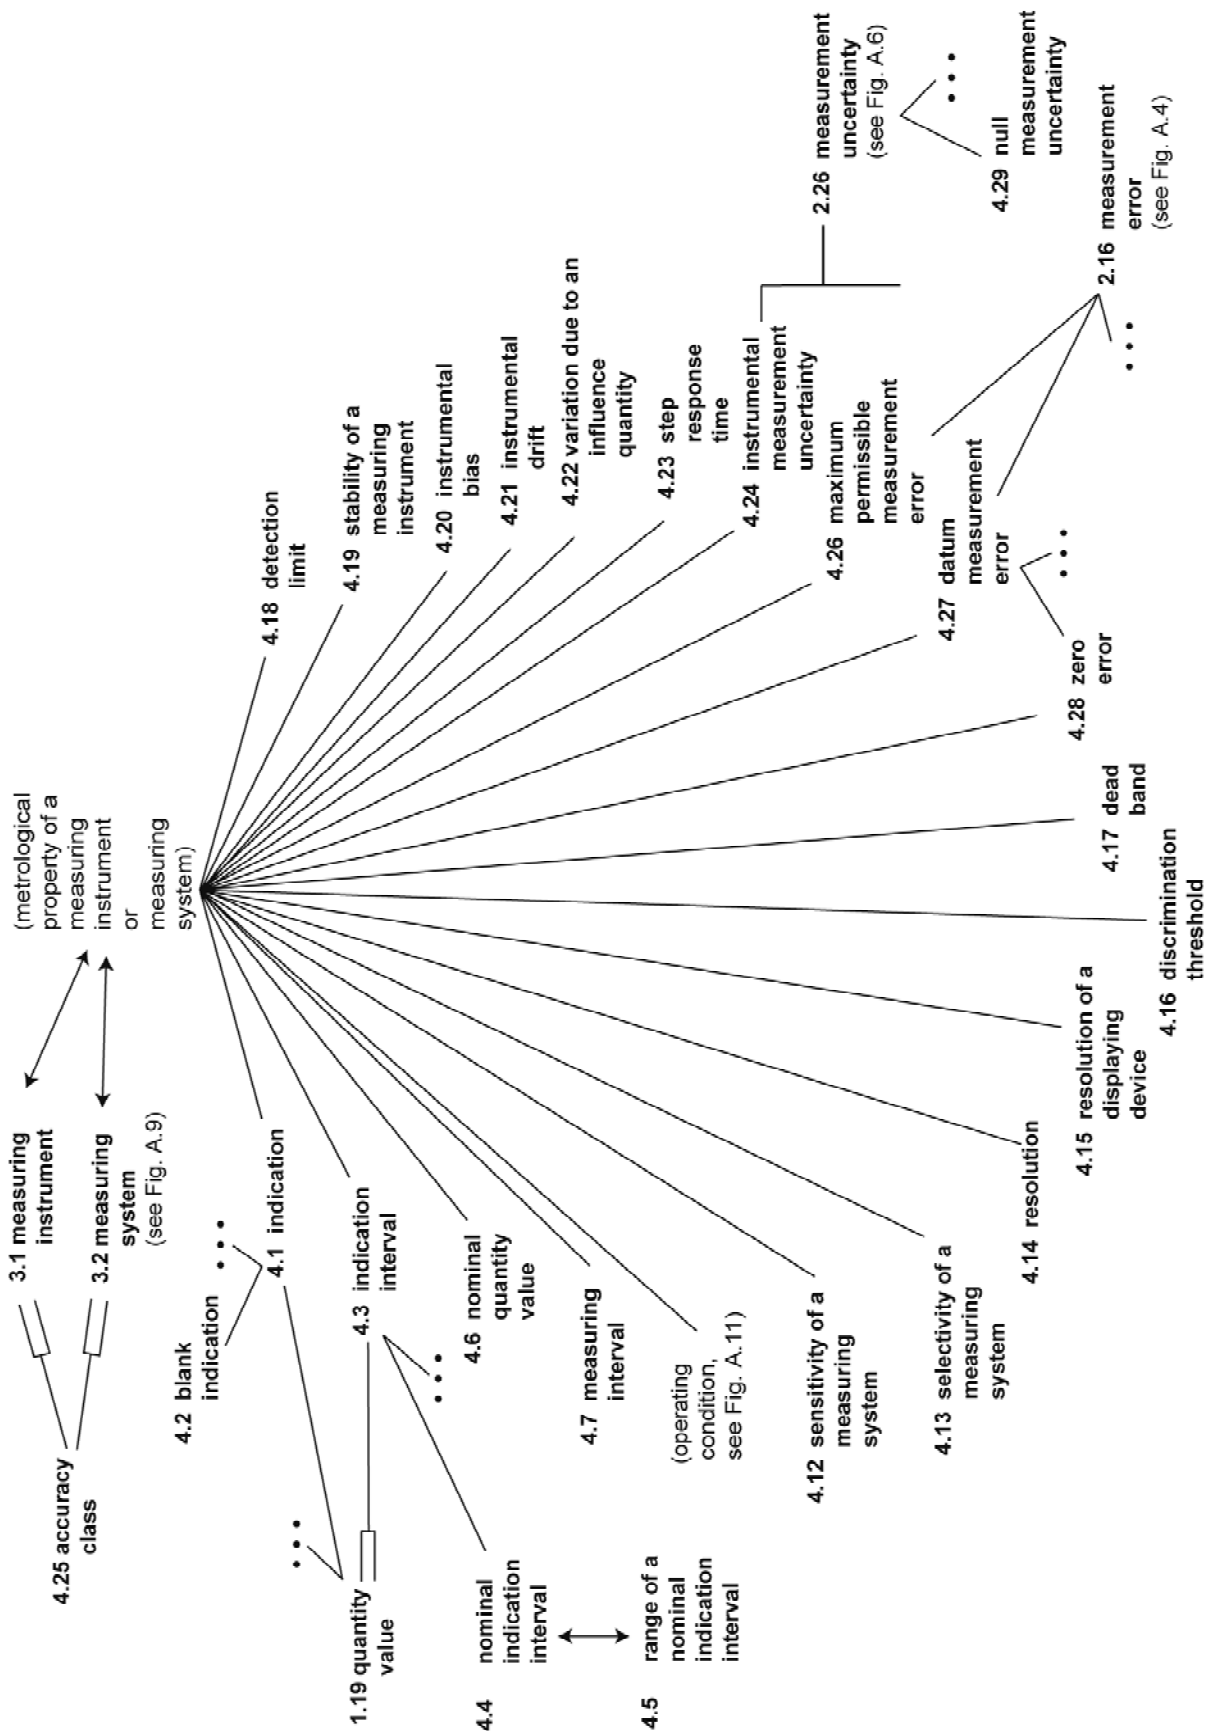 (metrological
property of a
measuring
instrument
or measuring
system)
3.1 measuring
instrument
3.2 measuring
system
(see Fig. A.9)
4.25 accuracy
class
4.2 blank
indication
• • •
4.1 indication
• • •
1.19 quantity
value
4.3 indication
interval
• • •
4.4 nominal
indication
interval
4.5 range of a
nominal
indication
interval
4.6 nominal
quantity
value
4.7 measuring
interval
(operating
condition,
see Fig. A.11)
4.12 sensitivity of a
measuring
system
4.13 selectivity of a
measuring
system
4.14 resolution
4.15 resolution of a
displaying
device
4.16 discrimination
threshold
4.17 dead
band
4.28 zero
error
• • •
4.27 datum
measurement
error
4.26 maximum
permissible
measurement
error
2.16 measurement
error
(see Fig. A.4)
• • •
4.24 instrumental
measurement
uncertainty
2.26 measurement
uncertainty
(see Fig. A.6)
• • •
4.29 null
measurement
uncertainty
4.23 step
response
time
4.22 variation due to an
influence
quantity
4.21 instrumental
drift
4.20 instrumental
bias
4.19 stability of a
measuring
instrument
4.18 detection
limit